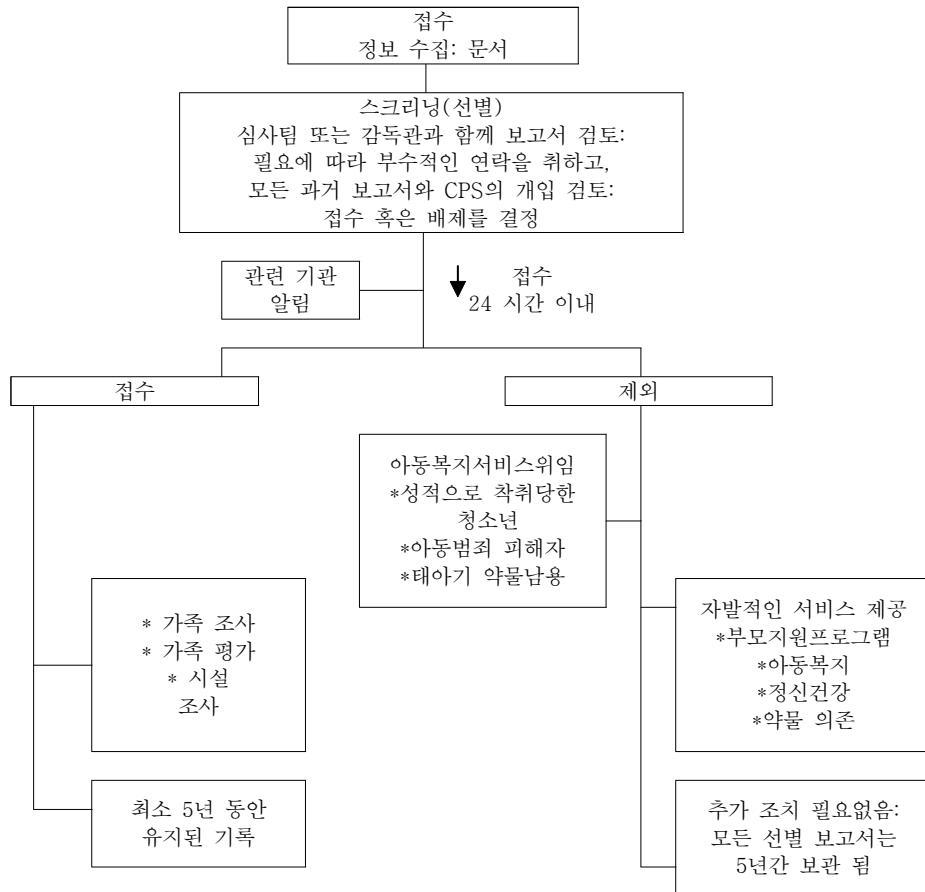 접수
정보 수집: 문서
스크리닝(선별)
심사팀 또는 감독관과 함께 보고서 검토:
필요에 따라 부수적인 연락을 취하고,
모든 과거 보고서와 CPS의 개입 검토:
접수 혹은 배제를 결정
관련 기관
알림
접수
24 시간 이내
접수
제외
아동복지서비스위임
*성적으로 착취당한
청소년
*아동범죄 피해자
*태아기 약물남용
* 가족 조사
* 가족 평가
* 시설
조사
자발적인 서비스 제공
*부모지원프로그램
*아동복지
*정신건강
*약물 의존
최소 5년 동안
유지된 기록
추가 조치 필요없음:
모든 선별 보고서는
5년간 보관 됨